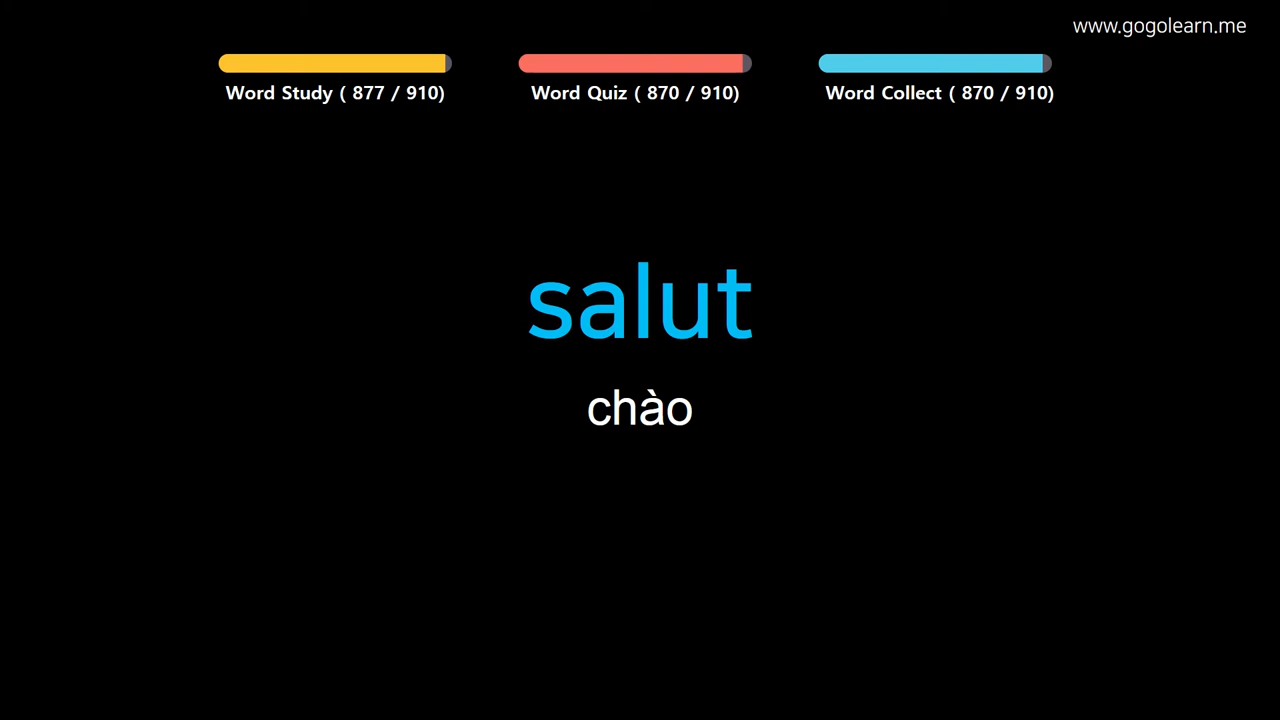 www.gogolearn.me
Word Study ( 877 / 910)
Word Quiz ( 870 / 910)
Word Collect ( 870 / 910)
salut
chào